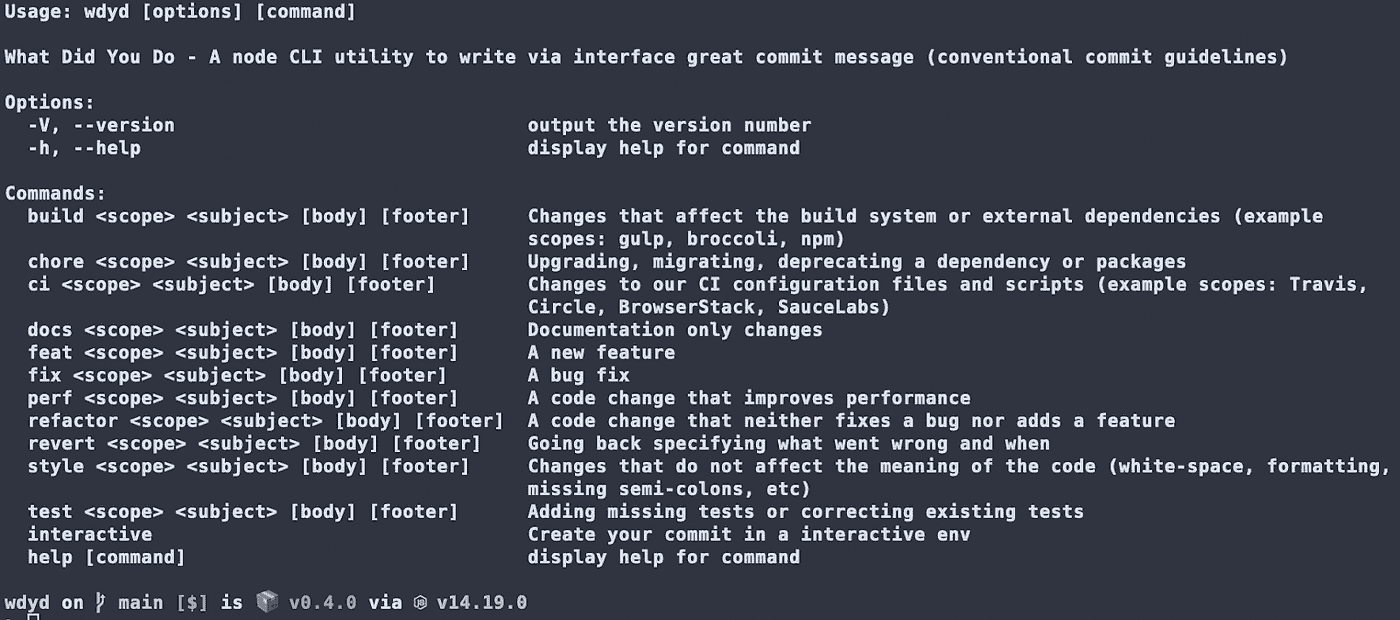 Usage: wdyd [options] [command]
What Did You Do - A node CLI utility to write via interface great commit message (conventional commit guidelines)
Options:
-V, --version output the version number
-h, --help display help for command
Commands:
build <scope> <subject> [body] [footer] Changes that affect the build system or external dependencies (example
scopes: gulp, broccoli, npm)
chore <scope> <subject> [body] [footer] Upgrading, migrating, deprecating a dependency or packages
ci <scope> <subject> [body] [footer] Changes to our CI configuration files and scripts (example scopes: Travis,
Circle, BrowserStack, SauceLabs)
docs <scope> <subject> [body] [footer] Documentation only changes
feat <scope> <subject> [body] [footer] A new feature
fix <scope> <subject> [body] [footer] A bug fix
perf <scope> <subject> [body] [footer] A code change that improves performance
refactor <scope> <subject> [body] [footer] A code change that neither fixes a bug nor adds a feature
revert <scope> <subject> [body] [footer] Going back specifying what went wrong and when
style <scope> <subject> [body] [footer] Changes that do not affect the meaning of the code (white-space, formatting,
missing semi-colons, etc)
test <scope> <subject> [body] [footer] Adding missing tests or correcting existing tests
interactive Create your commit in a interactive env
help [command] display help for command
wdyd on main [$] is 📦 v0.4.0 via v14.19.0